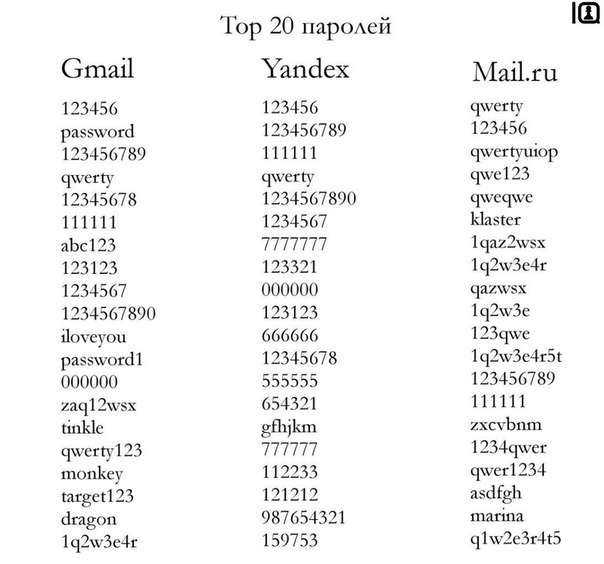 Top 20 паролей
Gmail Yandex Mail.ru
123456 123456 qwerty
password 123456789 123456
123456789 111111 qwertyuiop
qwerty qwerty qwe123
12345678 1234567890 qweqwe
111111 1234567 klaster
abc123 7777777 1qaz2wsx
123123 123321 1q2w3e4r
1234567 000000 qazwsx
1234567890 123123 1q2w3e
iloveyou 666666 123qwe
password1 12345678 1q2w3e4r5t
000000 555555 123456789
zaq12wsx 654321 111111
tinkle gfhjkm zxcvbnm
qwerty123 777777 1234qwer
monkey 112233 qwer1234
target123 121212 asdfgh
dragon 987654321 marina
1q2w3e4r 159753 q1w2e3r4t5